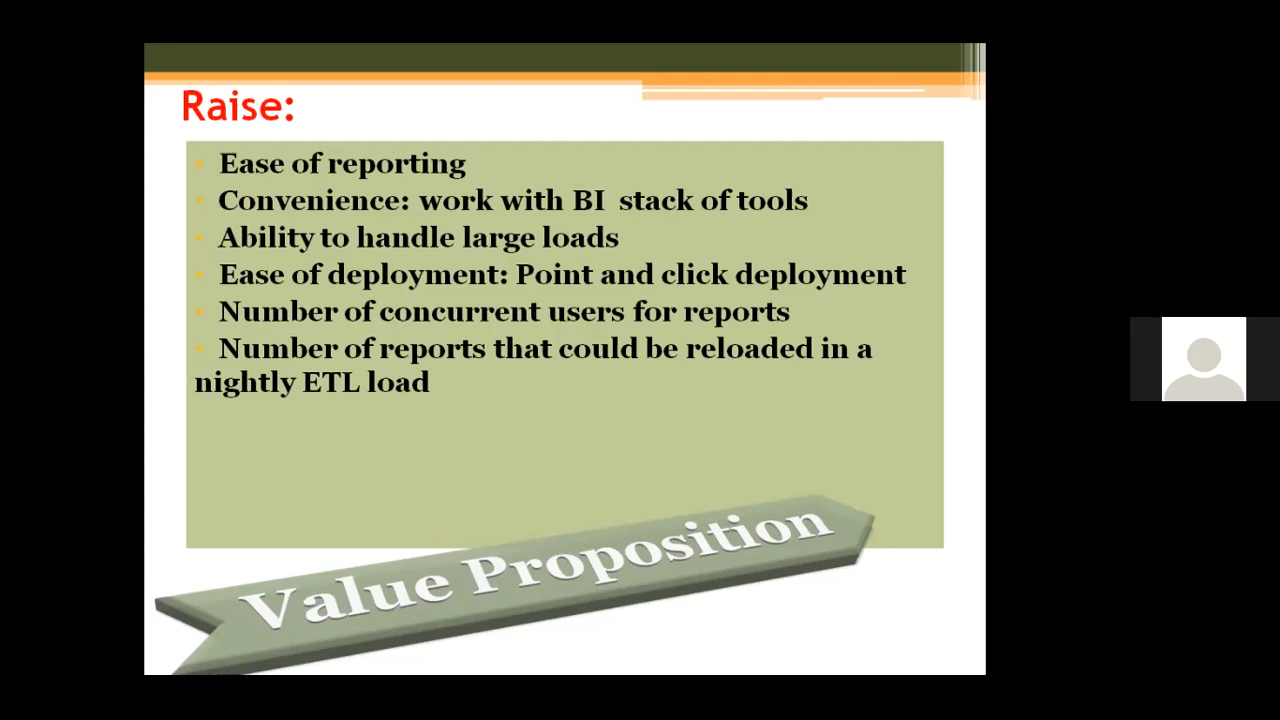 Raise:
Ease of reporting
Convenience: work with BI stack of tools
Ability to handle large loads
Ease of deployment: Point and click deployment
Number of concurrent users for reports
Number of reports that could be reloaded in a
nightly ETL load
Value Proposition